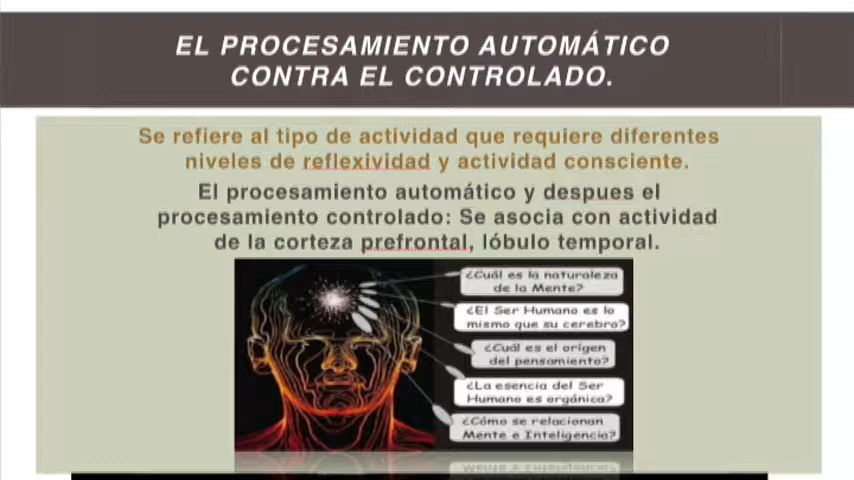 EL PROCESAMIENTO AUTOMÁTICO
CONTRA EL CONTROLADO.
Se refiere al tipo de actividad que requiere diferentes
niveles de reflexividad y actividad consciente.
El procesamiento automático y despues el
procesamiento controlado: Se asocia con actividad
de la corteza prefrontal, lóbulo temporal.
¿Cuál es la naturaleza
de la Mente?
¿El Ser Humano es lo
mismo que su cerebro?
¿Cuál es el orígen
del pensamiento?
¿La esencia del Ser
Humano es orgánica?
¿Cómo se relacionan
Mente e Inteligencia?